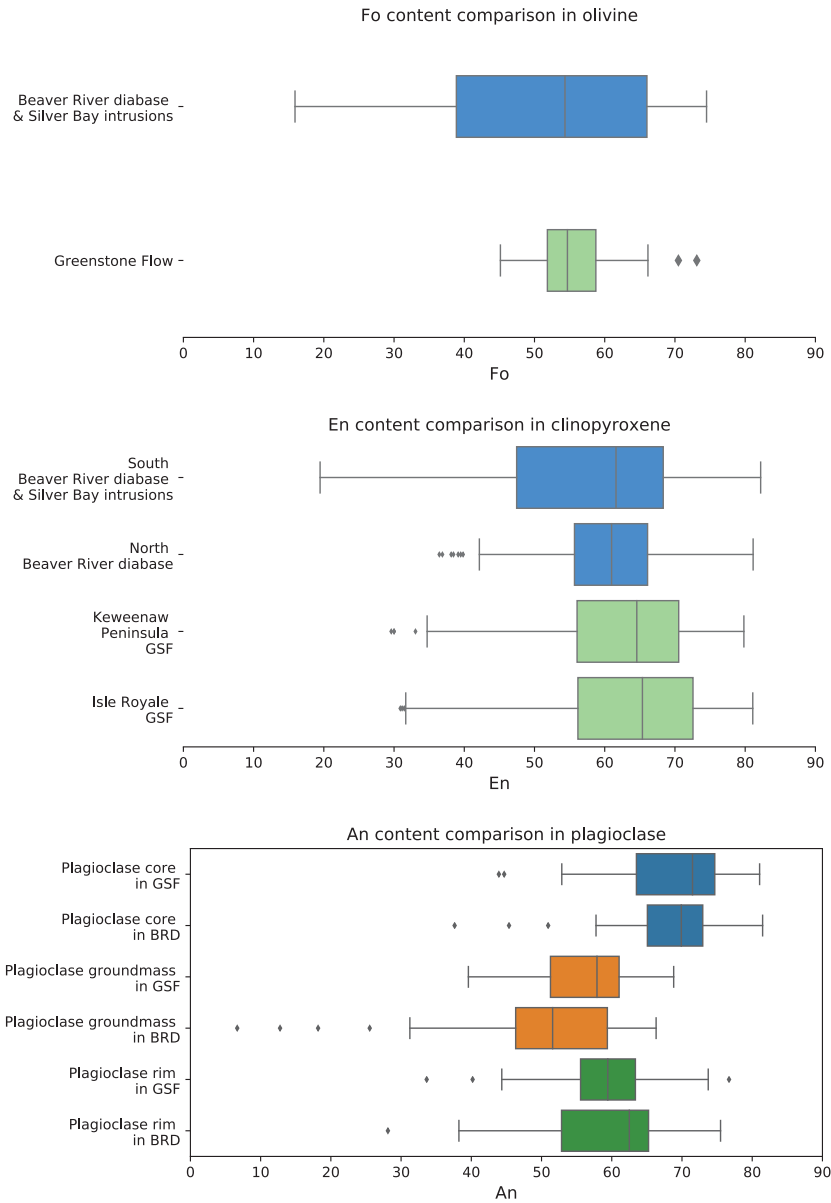 Fo content comparison in olivine
Beaver River diabase
& Silver Bay intrusions
Greenstone Flow
0 10 20 30 40 50 60 70 80 90
Fo
En content comparison in clinopyroxene
South
Beaver River diabase
& Silver Bay intrusions
North
Beaver River diabase
Keweenaw
Peninsula
GSF
Isle Royale
GSF
0 10 20 30 40 50 60 70 80 90
En
An content comparison in plagioclase
Plagioclase core
in GSF
Plagioclase core
in BRD
Plagioclase groundmass
in GSF
Plagioclase groundmass
in BRD
Plagioclase rim
in GSF
Plagioclase rim
in BRD
0 10 20 30 40 50 60 70 80 90
An